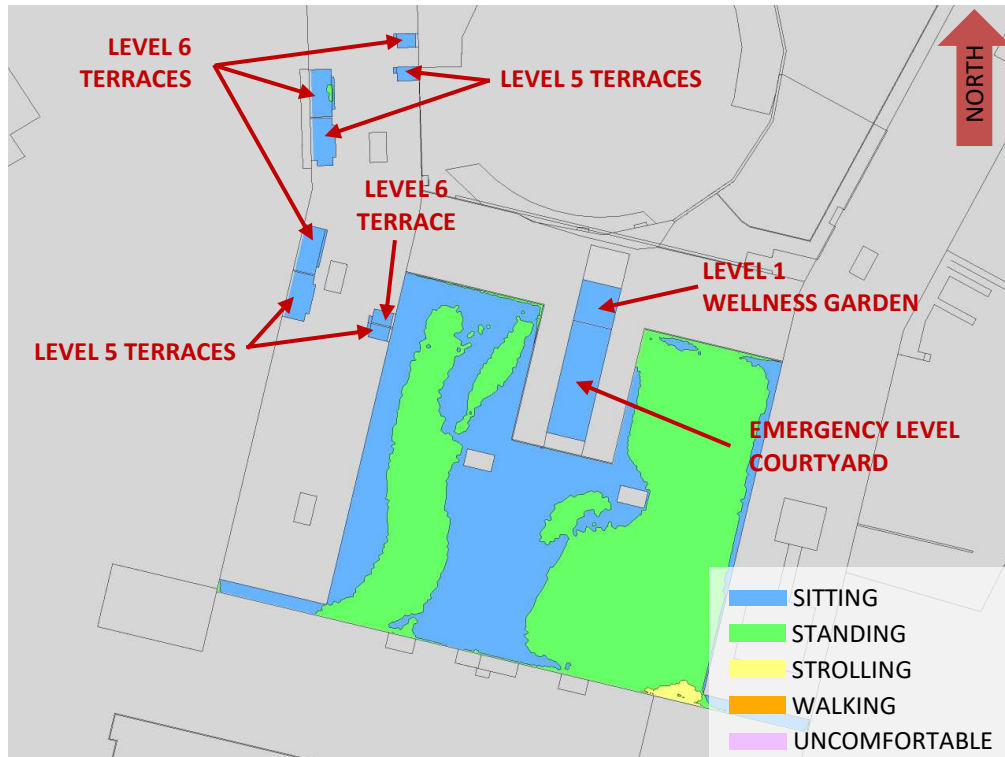 LEVEL 6
TERRACES
LEVEL 5 TERRACES
NORTH
LEVEL 6
TERRACE
LEVEL 1
WELLNESS GARDEN
LEVEL 5 TERRACES
EMERGENCY LEVEL
COURTYARD
SITTING
STANDING
STROLLING
WALKING
UNCOMFORTABLE